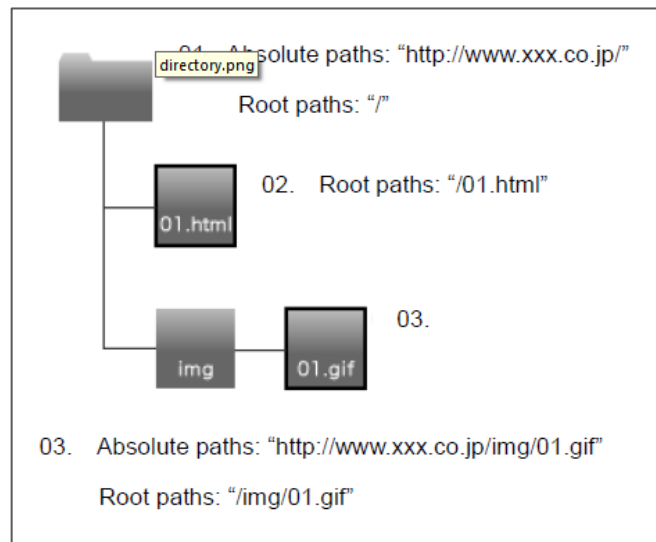 directory.png
Absolute paths: “http://www.xxx.co.jp/”
Root paths: “/”
02. Root paths: “/01.html”
01.html
03.
img
01.gif
03. Absolute paths: “http://www.xxx.co.jp/img/01.gif”
Root paths: “/img/01.gif”